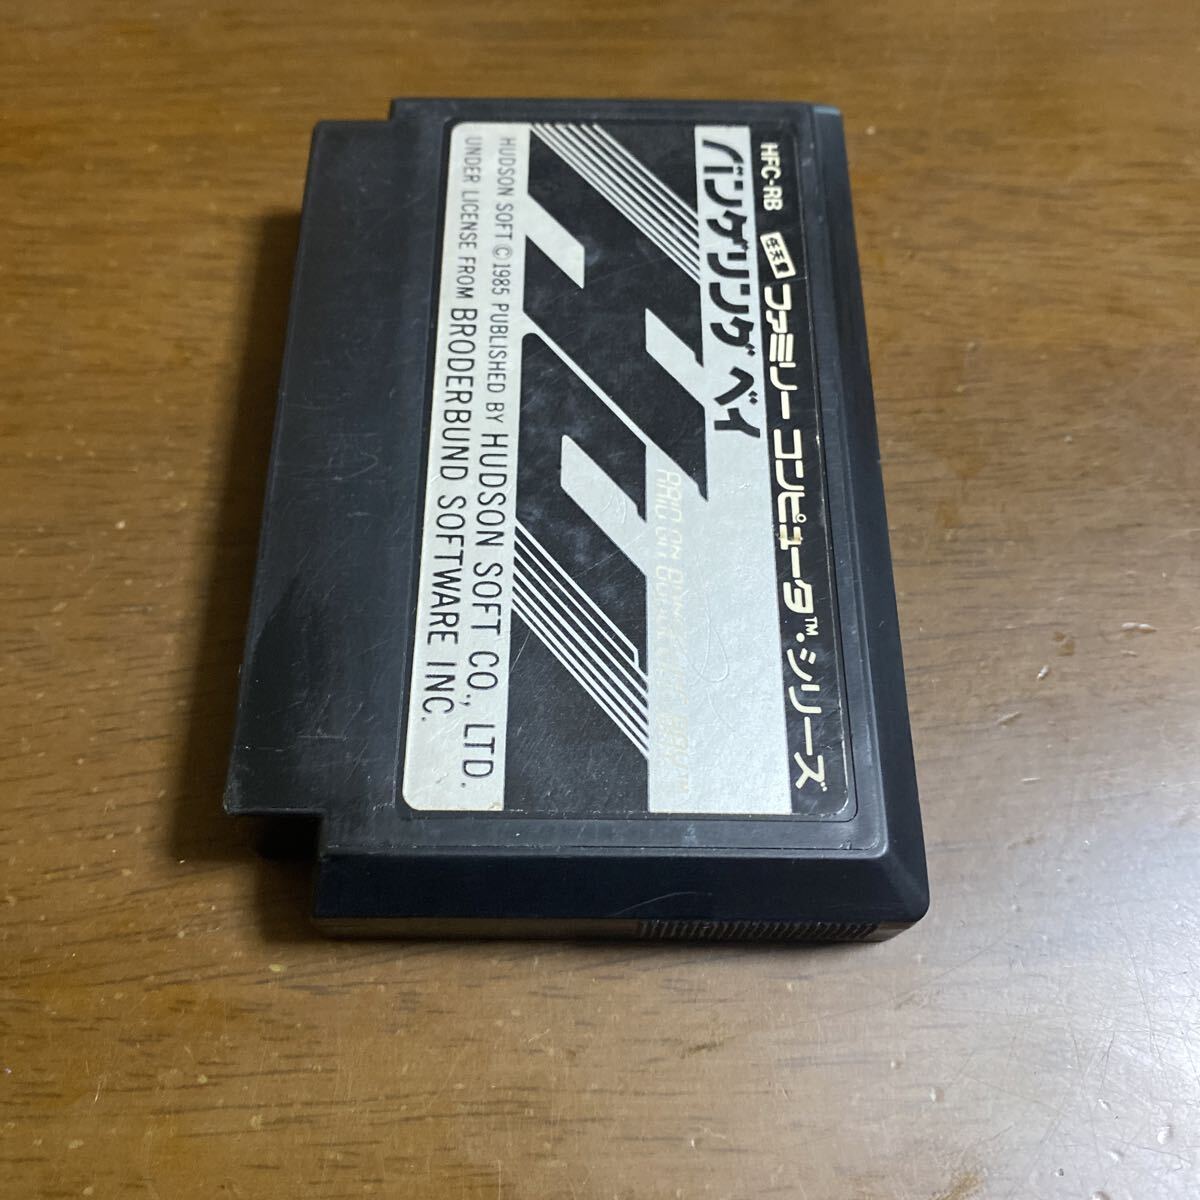 HFC-RB 任天堂 ファミリー コンピュータ™・シリーズ
バンゲリング ベイ
RAID ON BUNGELING BAY™
HUDSON SOFT © 1985 PUBLISHED BY HUDSON SOFT CO., LTD.
UNDER LICENSE FROM BRODERBUND SOFTWARE INC.